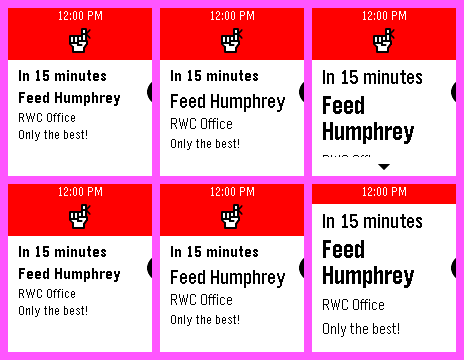 12:00 PM
In 15 minutes
Feed Humphrey
RWC Office
Only the best!
12:00 PM
In 15 minutes
Feed Humphrey
RWC Office
Only the best!
12:00 PM
In 15 minutes
Feed
Humphrey
12:00 PM
In 15 minutes
Feed Humphrey
RWC Office
Only the best!
12:00 PM
In 15 minutes
Feed Humphrey
RWC Office
Only the best!
12:00 PM
In 15 minutes
Feed
Humphrey
RWC Office
Only the best!